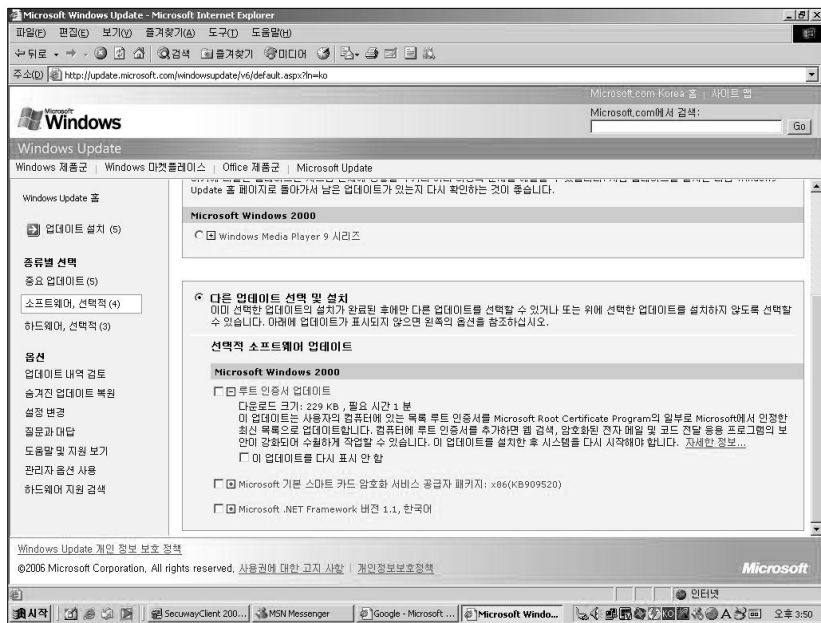 Microsoft Windows Update - Microsoft Internet Explorer
파일(F) 편집(E) 보기(V) 즐겨찾기(A) 도구(T) 도움말(H)
뒤로 검색 즐겨찾기 미디어
주소(D) http://update.microsoft.com/windowsupdate/v6/default.aspx?ln=ko
Microsoft.com Korea 홈 | 사이트 맵
Microsoft Windows
Microsoft.com에서 검색:
Go
Windows Update
Windows 제품군 | Windows 마켓플레이스 | Office 제품군 | Microsoft Update
Windows Update 홈
업데이트 설치 (5)
종류별 선택
중요 업데이트 (5)
소프트웨어, 선택적 (4)
하드웨어, 선택적 (3)
옵션
업데이트 내역 검토
숨겨진 업데이트 복원
설정 변경
질문과 대답
도움말 및 지원 보기
관리자 옵션 사용
하드웨어 지원 검색
Update 홈 페이지로 돌아가서 남은 업데이트가 있는지 다시 확인하는 것이 좋습니다.
Microsoft Windows 2000
Windows Media Player 9 시리즈
다른 업데이트 선택 및 설치
이미 선택한 업데이트의 설치가 완료된 후에만 다른 업데이트를 선택할 수 있거나 또는 위에 선택한 업데이트를 설치하지 않도록 선택할
수 있습니다. 아래에 업데이트가 표시되지 않으면 왼쪽의 옵션을 참조하십시오.
선택적 소프트웨어 업데이트
Microsoft Windows 2000
루트 인증서 업데이트
다운로드 크기: 229 KB , 필요 시간 1 분
이 업데이트는 사용자의 컴퓨터에 있는 목록 루트 인증서를 Microsoft Root Certificate Program의 일부로 Microsoft에서 인정한
최신 목록으로 업데이트합니다. 컴퓨터에 루트 인증서를 추가하면 웹 검색, 암호화된 전자 메일 및 코드 전달 응용 프로그램의 보
안이 강화되어 수월하게 작업할 수 있습니다. 이 업데이트를 설치한 후 시스템을 다시 시작해야 합니다. 자세한 정보...
이 업데이트를 다시 표시 안 함
Microsoft 기본 스마트 카드 암호화 서비스 공급자 패키지: x86(KB909520)
Microsoft .NET Framework 버전 1.1, 한국어
Windows Update 개인 정보 보호 정책
©2006 Microsoft Corporation, All rights reserved, 사용권에 대한 고지 사항 | 개인정보보호정책
Microsoft
인터넷
시작 SecuwayClient 200... MSN Messenger Google - Microsoft ... Microsoft Windo... KO A 오후 3:50